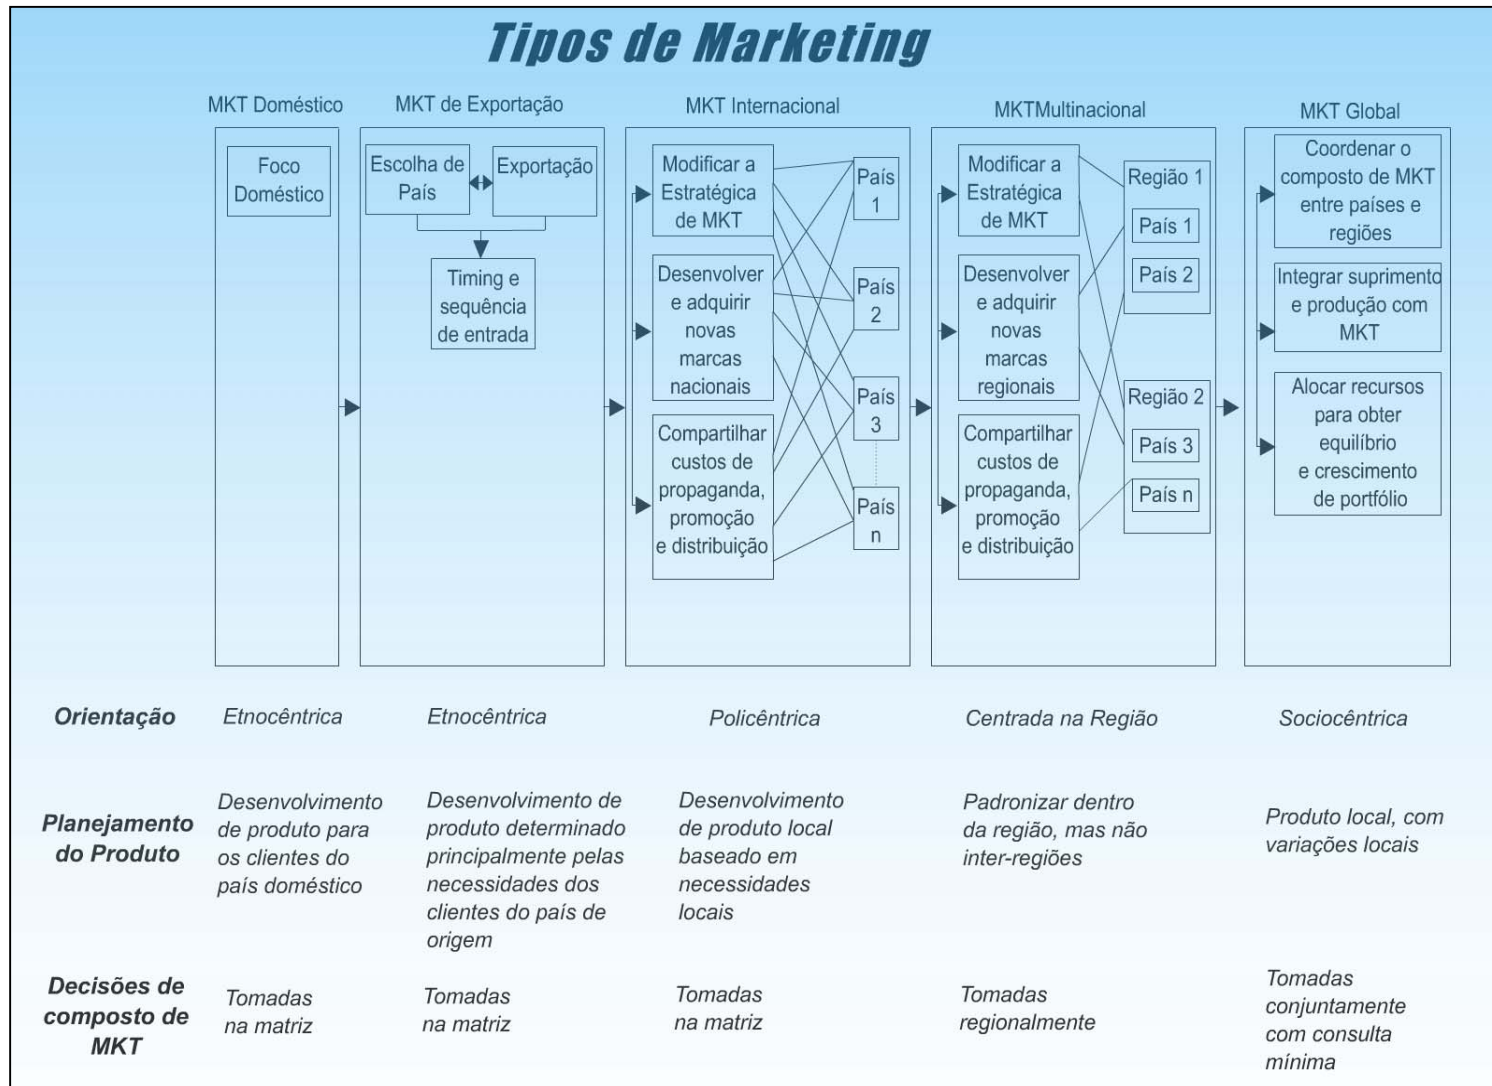 Tipos de Marketing
MKT Doméstico
Foco
Doméstico
MKT de Exportação
Escolha de
País
Exportação
Timing e
sequência
de entrada
MKT Internacional
Modificar a
Estratégica
de MKT
Desenvolver
e adquirir
novas
marcas
nacionais
Compartilhar
custos de
propaganda,
promoção
e distribuição
País
1
País
2
País
3
País
n
MKTMultinacional
Modificar a
Estratégica
de MKT
Desenvolver
e adquirir
novas
marcas
regionais
Compartilhar
custos de
propaganda,
promoção
e distribuição
Região 1
País 1
País 2
Região 2
País 3
País n
MKT Global
Coordenar o
composto de MKT
entre países e
regiões
Integrar suprimento
e produção com
MKT
Alocar recursos
para obter
equilíbrio
e crescimento
de portfólio
Orientação
Etnocêntrica
Etnocêntrica
Policêntrica
Centrada na Região
Sociocêntrica
Planejamento
do Produto
Desenvolvimento
de produto para
os clientes do
país doméstico
Desenvolvimento de
produto determinado
principalmente pelas
necessidades dos
clientes do país de
origem
Desenvolvimento
de produto local
baseado em
necessidades
locais
Padronizar dentro
da região, mas não
inter-regiões
Produto local, com
variações locais
Decisões de
composto de
MKT
Tomadas
na matriz
Tomadas
na matriz
Tomadas
na matriz
Tomadas
regionalmente
Tomadas
conjuntamente
com consulta
mínima